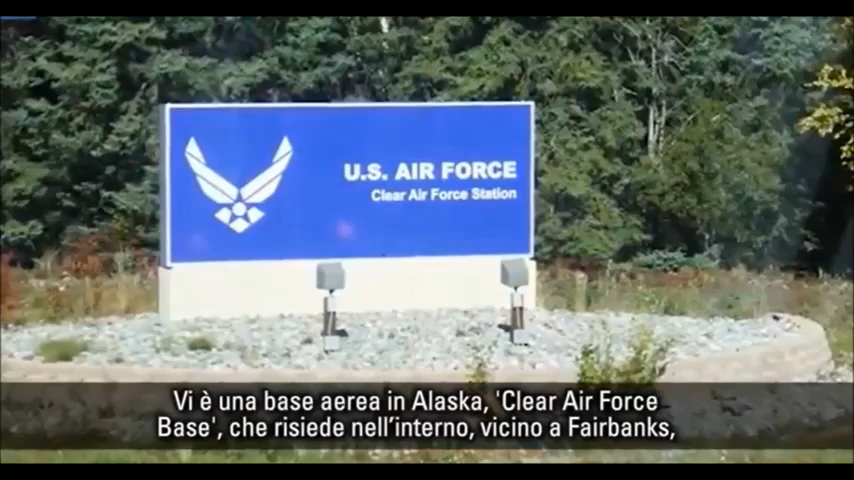 U.S. AIR FORCE
Clear Air Force Station
Vi è una base aerea in Alaska, 'Clear Air Force
Base', che risiede nell'interno, vicino a Fairbanks,